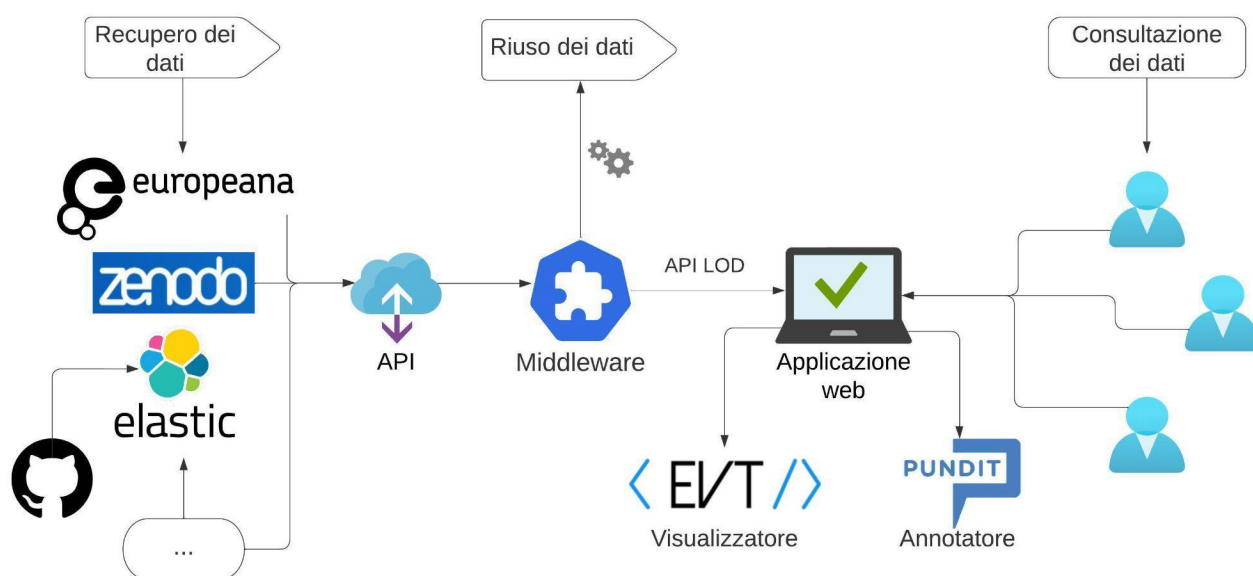 Recupero dei
dati
Riuso dei dati
Consultazione
dei dati
europeana
zenodo
API LOD
API
Middleware
Applicazione
web
elastic
< EVT />
PUNDIT
Visualizzatore
Annotatore
...